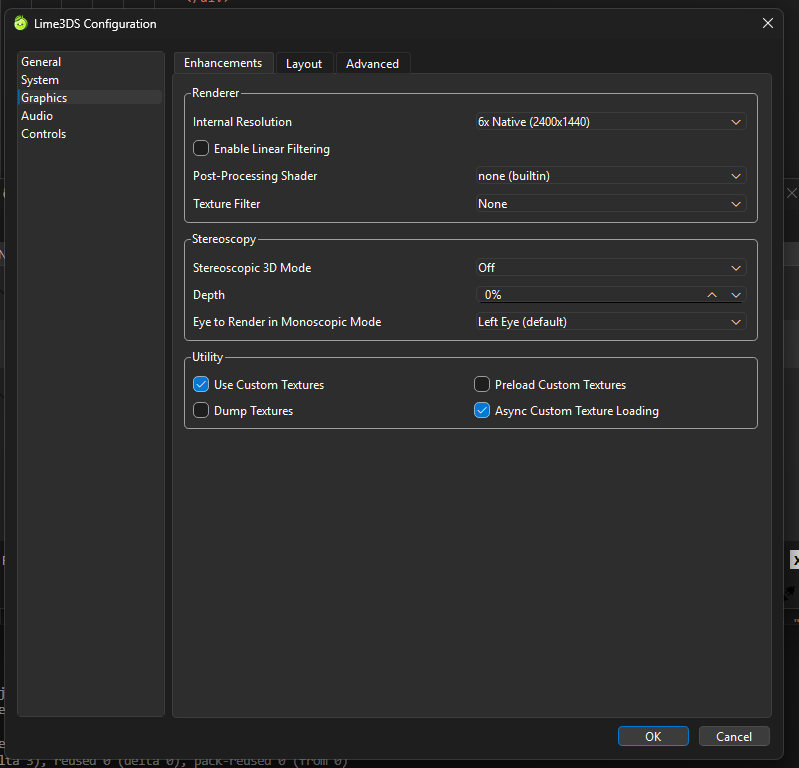 </div>
Lime3DS Configuration
General
System
Graphics
Audio
Controls
Enhancements
Layout
Advanced
Renderer
Internal Resolution
6x Native (2400x1440)
Enable Linear Filtering
Post-Processing Shader
none (builtin)
Texture Filter
None
Stereoscopy
Stereoscopic 3D Mode
Off
Depth
0%
Eye to Render in Monoscopic Mode
Left Eye (default)
Utility
Use Custom Textures
Preload Custom Textures
Dump Textures
Async Custom Texture Loading
OK
Cancel
lta 3), reused 0 (delta 0), pack-reused 0 (from 0)